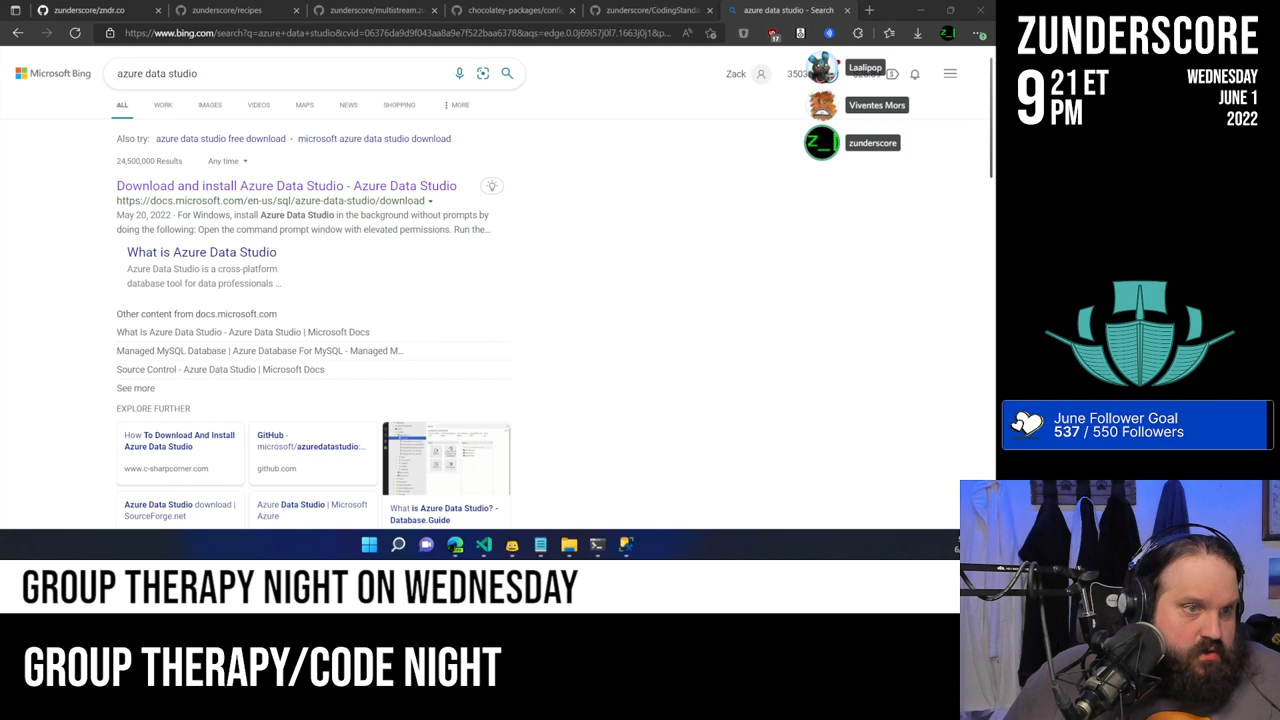 zunderscore/zndr.co
zunderscore/recipes
zunderscore/multistream.z
chocolatey-packages/config
zunderscore/CodingStanda
azure data studio - Search
https://www.bing.com/search?q=azure+data+studio&cvid=06376da9d9f043aa8a9e7f522baa6378&aqs=edge.0.0j69i57j0l7.1663j0j1&p...
Microsoft Bing
azure data studio
Zack
3503
Laalipop
ALL
WORK
IMAGES
VIDEOS
MAPS
NEWS
SHOPPING
MORE
Viventes Mors
zunderscore
Also try: azure data studio free download · microsoft azure data studio download
24,500,000 Results
Any time
Download and install Azure Data Studio - Azure Data Studio
https://docs.microsoft.com/en-us/sql/azure-data-studio/download
May 20, 2022 · For Windows, install Azure Data Studio in the background without prompts by
doing the following: Open the command prompt window with elevated permissions. Run the...
What is Azure Data Studio
Azure Data Studio is a cross-platform
database tool for data professionals ...
Other content from docs.microsoft.com
What Is Azure Data Studio - Azure Data Studio | Microsoft Docs
Managed MySQL Database | Azure Database For MySQL - Managed M...
Source Control - Azure Data Studio | Microsoft Docs
See more
EXPLORE FURTHER
How To Download And Install
Azure Data Studio
www.c-sharpcorner.com
GitHub -
microsoft/azuredatastudio:...
github.com
Azure Data Studio download |
SourceForge.net
Azure Data Studio | Microsoft
Azure
What is Azure Data Studio? -
Database.Guide
ZUNDERSCORE
9
21 ET
PM
WEDNESDAY
JUNE 1
2022
June Follower Goal
537 / 550 Followers
GROUP THERAPY NIGHT ON WEDNESDAY
GROUP THERAPY/CODE NIGHT